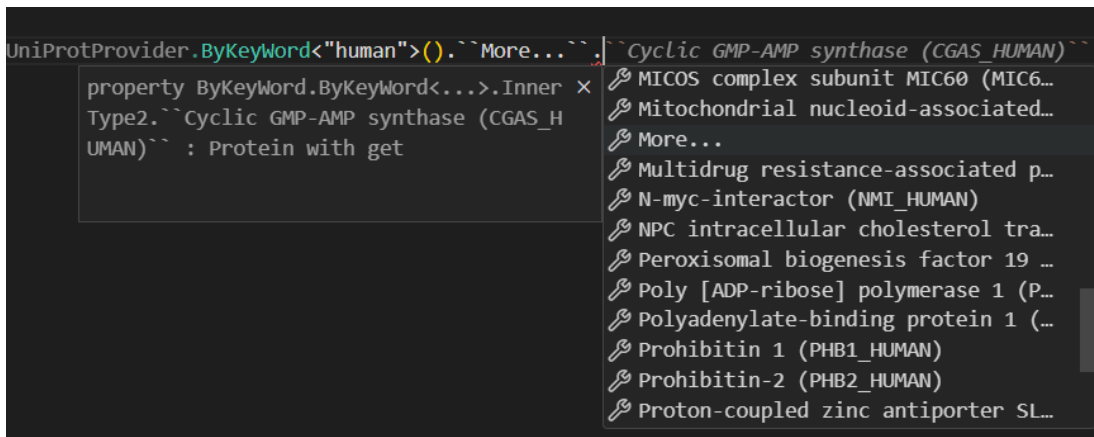 UniProtProvider.ByKeyWord<"human">().``More...``.``Cyclic GMP-AMP synthase (CGAS_HUMAN)``
property ByKeyWord.ByKeyWord<...>.Inner
Type2.``Cyclic GMP-AMP synthase (CGAS_H
UMAN)`` : Protein with get
MICOS complex subunit MIC60 (MIC6…
Mitochondrial nucleoid-associated…
More...
Multidrug resistance-associated p…
N-myc-interactor (NMI_HUMAN)
NPC intracellular cholesterol tra…
Peroxisomal biogenesis factor 19 …
Poly [ADP-ribose] polymerase 1 (P…
Polyadenylate-binding protein 1 (…
Prohibitin 1 (PHB1_HUMAN)
Prohibitin-2 (PHB2_HUMAN)
Proton-coupled zinc antiporter SL…